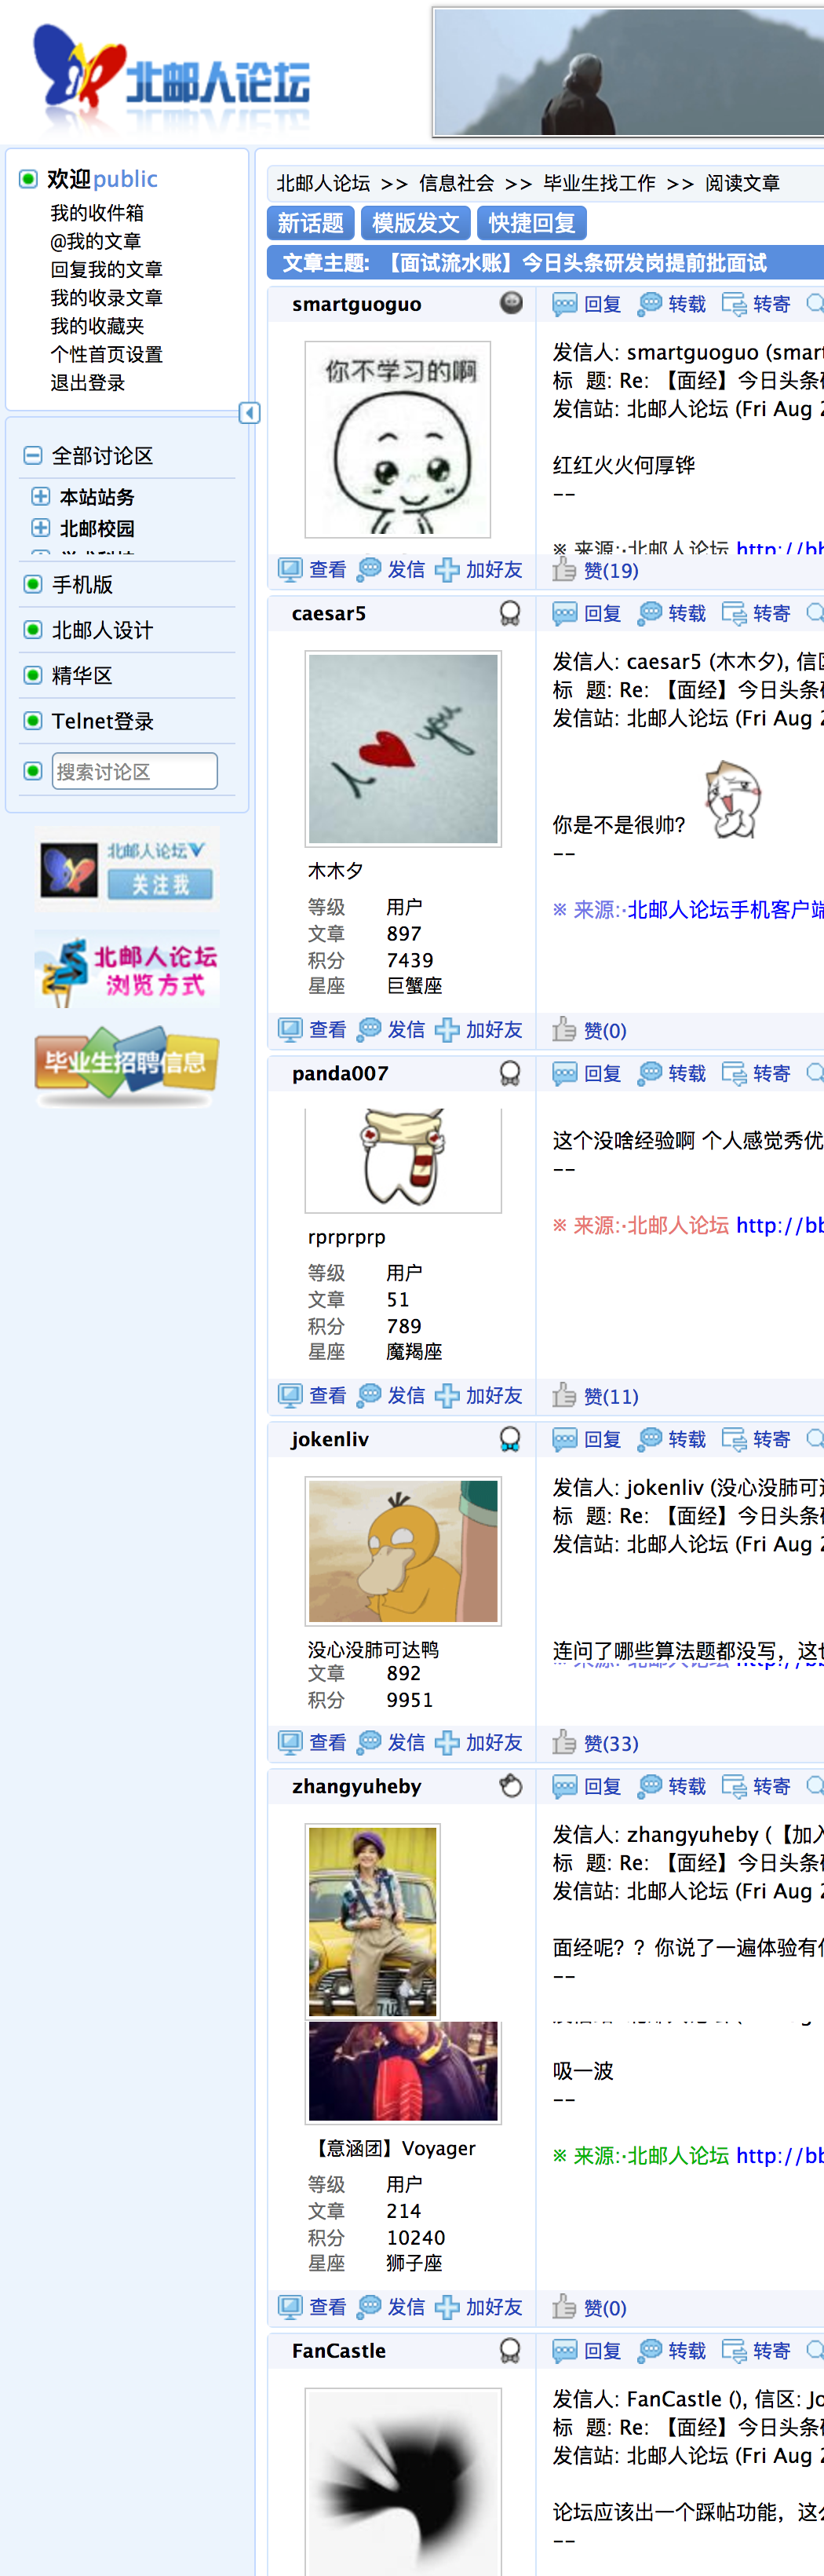 北邮人论坛
欢迎public
我的收件箱
@我的文章
回复我的文章
我的收录文章
我的收藏夹
个性首页设置
退出登录
全部讨论区
本站站务
北邮校园
手机版
北邮人设计
精华区
Telnet登录
搜索讨论区
北邮人论坛
关注我
北邮人论坛
浏览方式
毕业生招聘信息
北邮人论坛 >> 信息社会 >> 毕业生找工作 >> 阅读文章
新话题 模版发文 快捷回复
文章主题: 【面试流水账】今日头条研发岗提前批面试
smartguoguo
回复 转载 转寄
你不学习的啊
发信人: smartguoguo (smart
标 题: Re: 【面经】今日头条
发信站: 北邮人论坛 (Fri Aug 2
红红火火何厚铧
--
※ 来源:·北邮人论坛 http://bb
查看 发信 加好友 赞(19)
caesar5
回复 转载 转寄
I you
发信人: caesar5 (木木夕), 信区
标 题: Re: 【面经】今日头条
发信站: 北邮人论坛 (Fri Aug 2
你是不是很帅?
--
※ 来源:·北邮人论坛手机客户端
木木夕
等级 用户
文章 897
积分 7439
星座 巨蟹座
查看 发信 加好友 赞(0)
panda007
回复 转载 转寄
这个没啥经验啊 个人感觉秀优
--
※ 来源:·北邮人论坛 http://bb
rprprprp
等级 用户
文章 51
积分 789
星座 魔羯座
查看 发信 加好友 赞(11)
jokenliv
回复 转载 转寄
发信人: jokenliv (没心没肺可达
标 题: Re: 【面经】今日头条
发信站: 北邮人论坛 (Fri Aug 2
连问了哪些算法题都没写，这也
没心没肺可达鸭
文章 892
积分 9951
查看 发信 加好友 赞(33)
zhangyuheby
回复 转载 转寄
发信人: zhangyuheby (【加入
标 题: Re: 【面经】今日头条
发信站: 北邮人论坛 (Fri Aug 2
面经呢？？你说了一遍体验有什
--
吸一波
--
※ 来源:·北邮人论坛 http://bb
【意涵团】Voyager
等级 用户
文章 214
积分 10240
星座 狮子座
查看 发信 加好友 赞(0)
FanCastle
回复 转载 转寄
发信人: FanCastle (), 信区: Jo
标 题: Re: 【面经】今日头条
发信站: 北邮人论坛 (Fri Aug 2
论坛应该出一个踩帖功能，这么
--